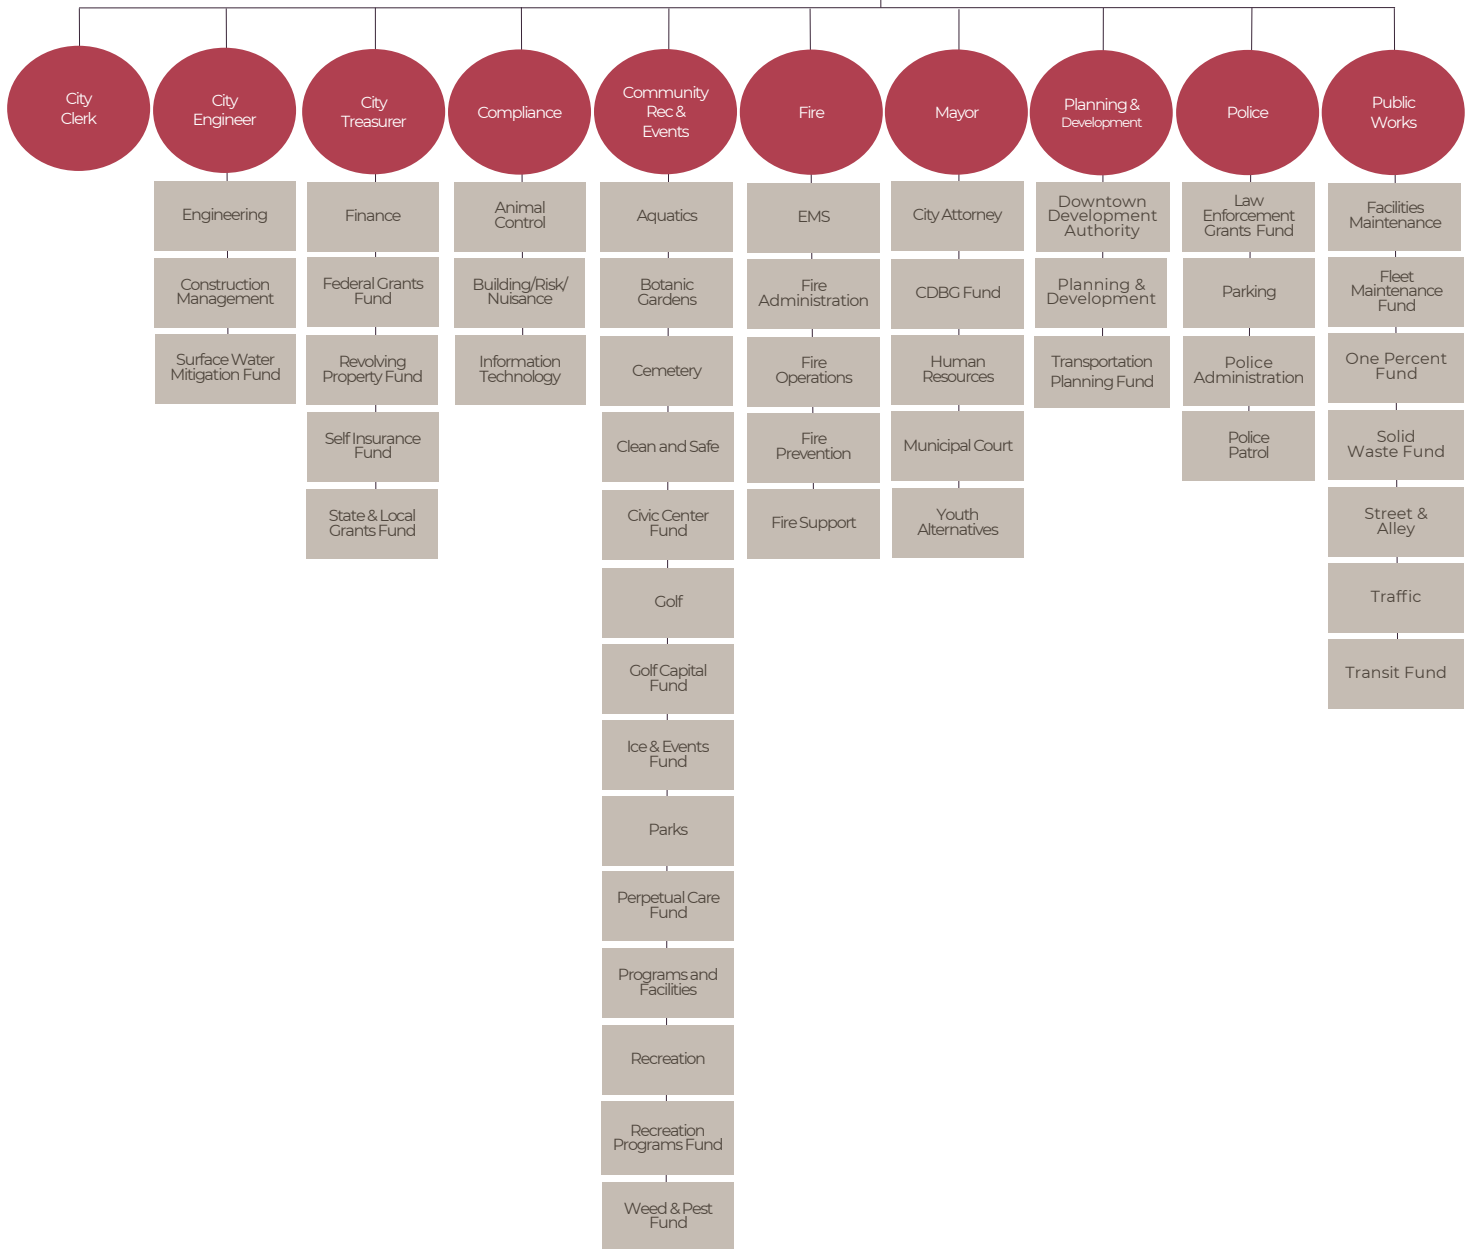 City
Clerk
City
Engineer
City
Treasurer
Compliance
Community
Rec &
Events
Fire
Mayor
Planning &
Development
Police
Public
Works
Engineering
Construction
Management
Surface Water
Mitigation Fund
Finance
Federal Grants
Fund
Revolving
Property Fund
Self Insurance
Fund
State & Local
Grants Fund
Animal
Control
Building/Risk/
Nuisance
Information
Technology
Aquatics
Botanic
Gardens
Cemetery
Clean and Safe
Civic Center
Fund
Golf
Golf Capital
Fund
Ice & Events
Fund
Parks
Perpetual Care
Fund
Programs and
Facilities
Recreation
Recreation
Programs Fund
Weed & Pest
Fund
EMS
Fire
Administration
Fire
Operations
Fire
Prevention
Fire Support
City Attorney
CDBG Fund
Human
Resources
Municipal Court
Youth
Alternatives
Downtown
Development
Authority
Planning &
Development
Transportation
Planning Fund
Law
Enforcement
Grants Fund
Parking
Police
Administration
Police
Patrol
Facilities
Maintenance
Fleet
Maintenance
Fund
One Percent
Fund
Solid
Waste Fund
Street &
Alley
Traffic
Transit Fund